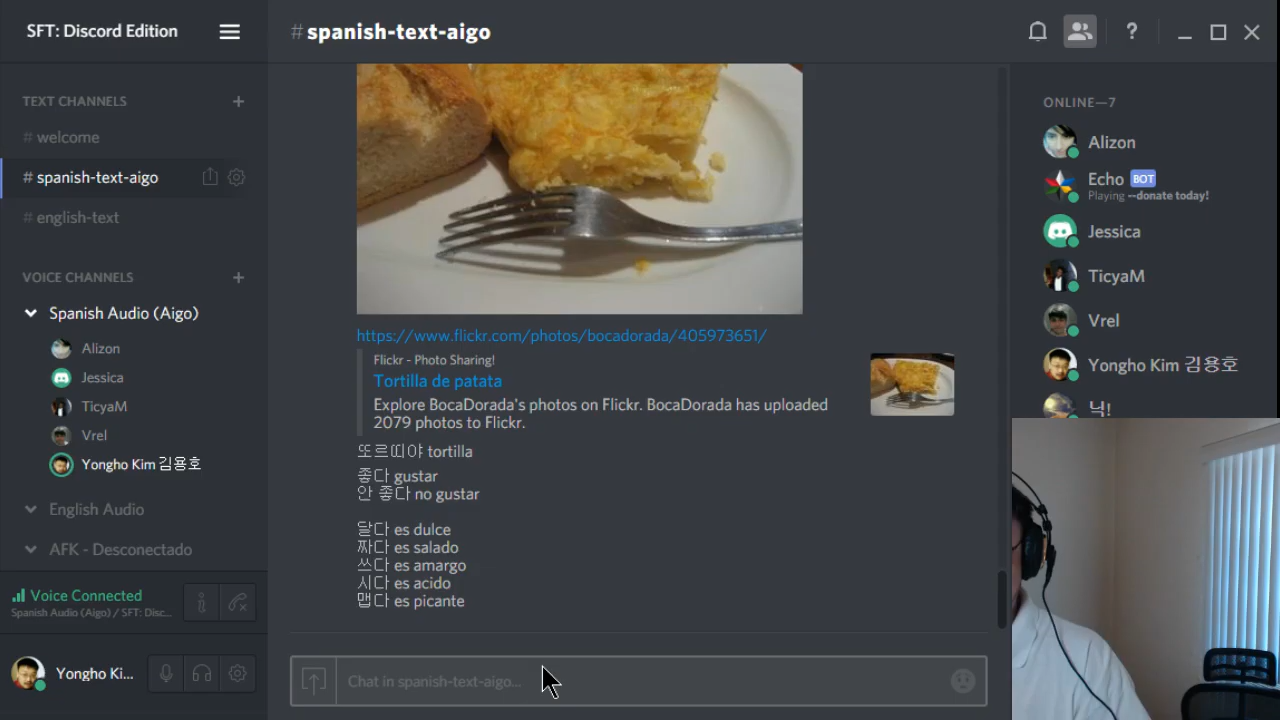 SFT: Discord Edition
TEXT CHANNELS
# welcome
# spanish-text-aigo
# english-text
VOICE CHANNELS
Spanish Audio (Aigo)
Alizon
Jessica
TicyaM
Vrel
Yongho Kim 김용호
English Audio
AFK - Desconectado
Voice Connected
Spanish Audio (Aigo) / SFT: Disc...
Yongho Ki...
# spanish-text-aigo
https://www.flickr.com/photos/bocadorada/405973651/
Flickr - Photo Sharing!
Tortilla de patata
Explore BocaDorada's photos on Flickr. BocaDorada has uploaded
2079 photos to Flickr.
또르띠야 tortilla
좋다 gustar
안 좋다 no gustar
달다 es dulce
짜다 es salado
쓰다 es amargo
시다 es acido
맵다 es picante
Chat in spanish-text-aigo...
ONLINE—7
Alizon
Echo BOT
Playing --donate today!
Jessica
TicyaM
Vrel
Yongho Kim 김용호
닉!